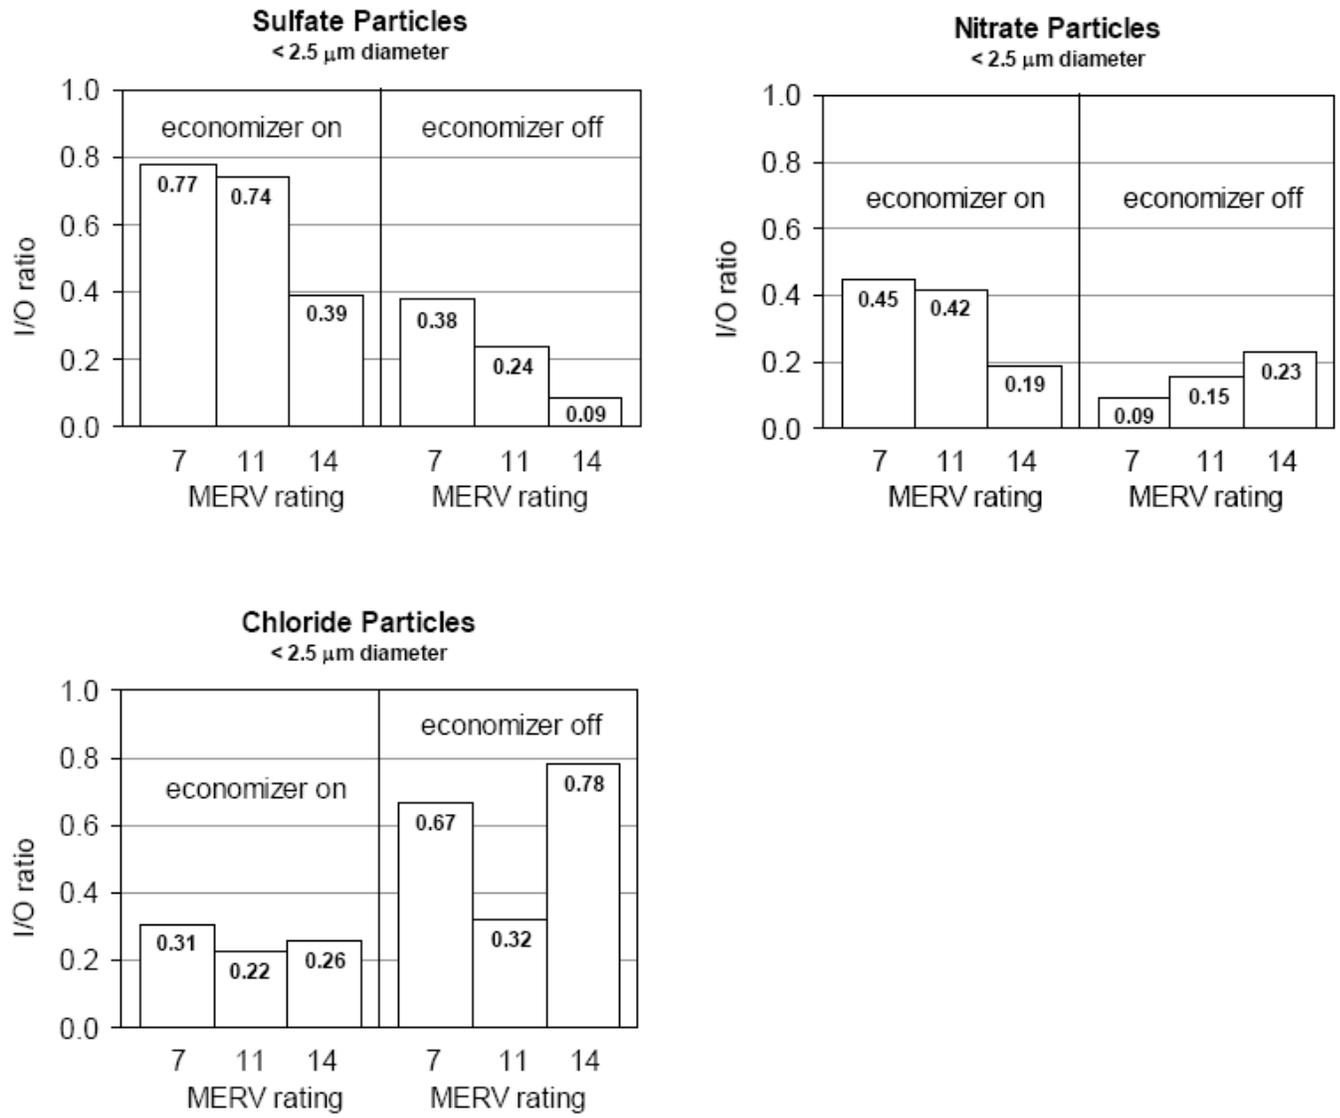 Sulfate Particles
< 2.5 μm diameter
1.0
0.8
0.6
0.4
0.2
0.0
I/O ratio
economizer on
economizer off
0.77
0.74
0.39
0.38
0.24
0.09
7 11 14 7 11 14
MERV rating MERV rating
Nitrate Particles
< 2.5 μm diameter
1.0
0.8
0.6
0.4
0.2
0.0
I/O ratio
economizer on
economizer off
0.45
0.42
0.19
0.09
0.15
0.23
7 11 14 7 11 14
MERV rating MERV rating
Chloride Particles
< 2.5 μm diameter
1.0
0.8
0.6
0.4
0.2
0.0
I/O ratio
economizer on
economizer off
0.31
0.22
0.26
0.67
0.32
0.78
7 11 14 7 11 14
MERV rating MERV rating